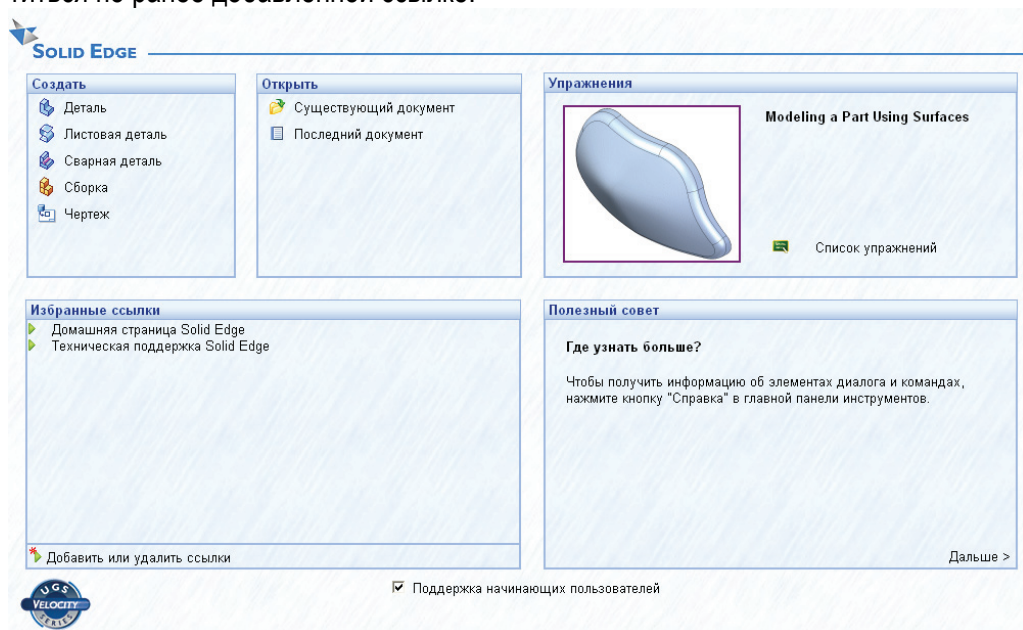 SOLID EDGE
Создать
Деталь
Листовая деталь
Сварная деталь
Сборка
Чертеж
Открыть
Существующий документ
Последний документ
Упражнения
Modeling a Part Using Surfaces
Список упражнений
Избранные ссылки
Домашняя страница Solid Edge
Техническая поддержка Solid Edge
Добавить или удалить ссылки
Полезный совет
Где узнать больше?
Чтобы получить информацию об элементах диалога и командах,
нажмите кнопку "Справка" в главной панели инструментов.
Дальше >
UGS
VELOCITY
SERIES
Поддержка начинающих пользователей